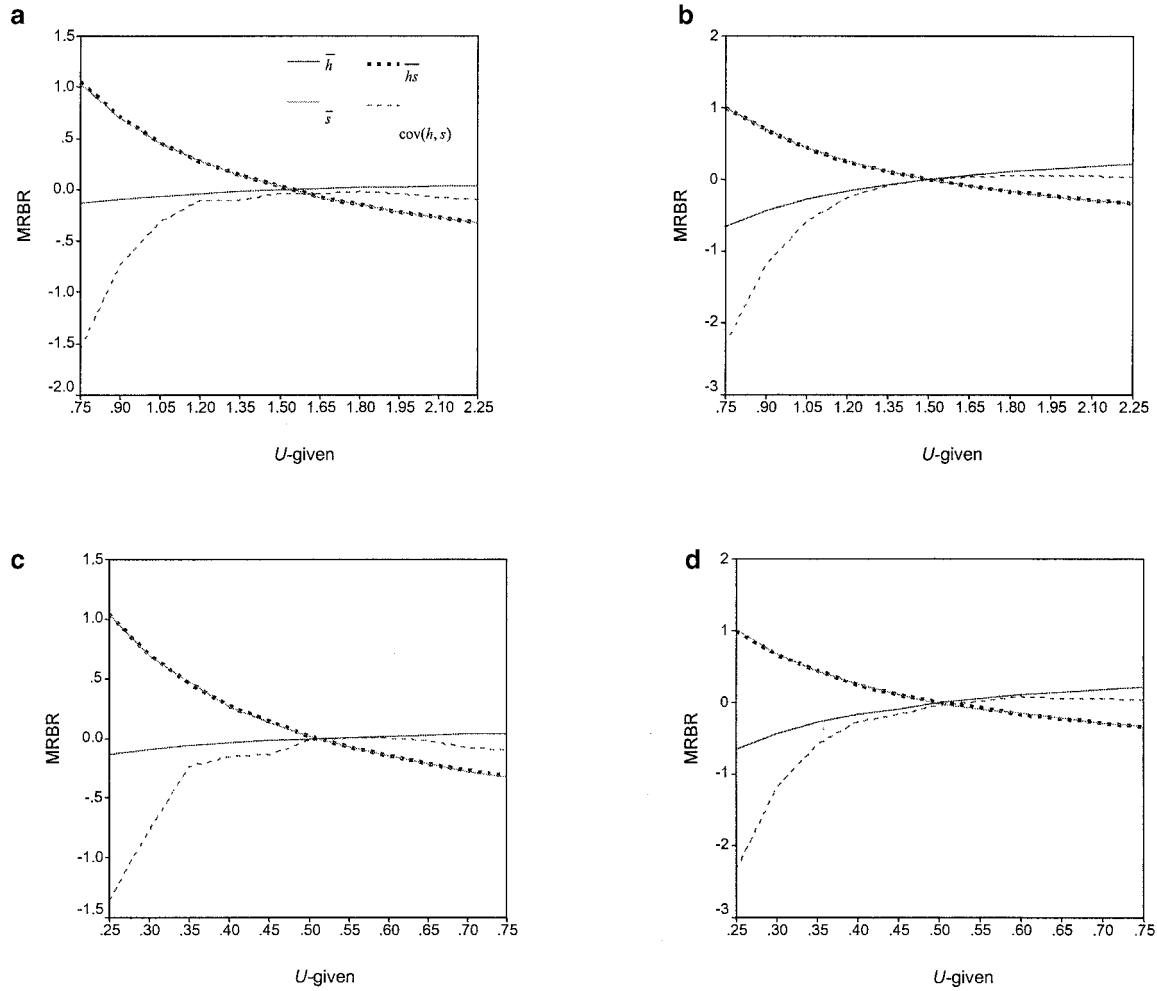 a
1.5
1.0
.5
0.0
-.5
-1.0
-1.5
-2.0
MRBR
h̅
h̅s̅
s̅
cov(h, s)
.75 .90 1.05 1.20 1.35 1.50 1.65 1.80 1.95 2.10 2.25
U-given
b
2
1
0
-1
-2
-3
MRBR
.75 .90 1.05 1.20 1.35 1.50 1.65 1.80 1.95 2.10 2.25
U-given
c
1.5
1.0
.5
0.0
-.5
-1.0
-1.5
MRBR
.25 .30 .35 .40 .45 .50 .55 .60 .65 .70 .75
U-given
d
2
1
0
-1
-2
-3
MRBR
.25 .30 .35 .40 .45 .50 .55 .60 .65 .70 .75
U-given